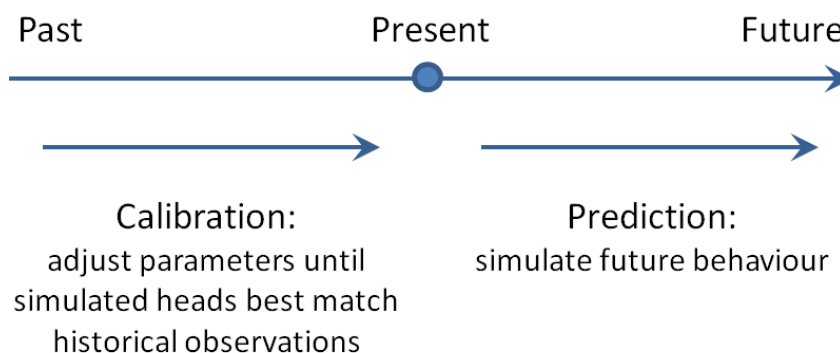 Past Present Future
Calibration:
adjust parameters until
simulated heads best match
historical observations
Prediction:
simulate future behaviour